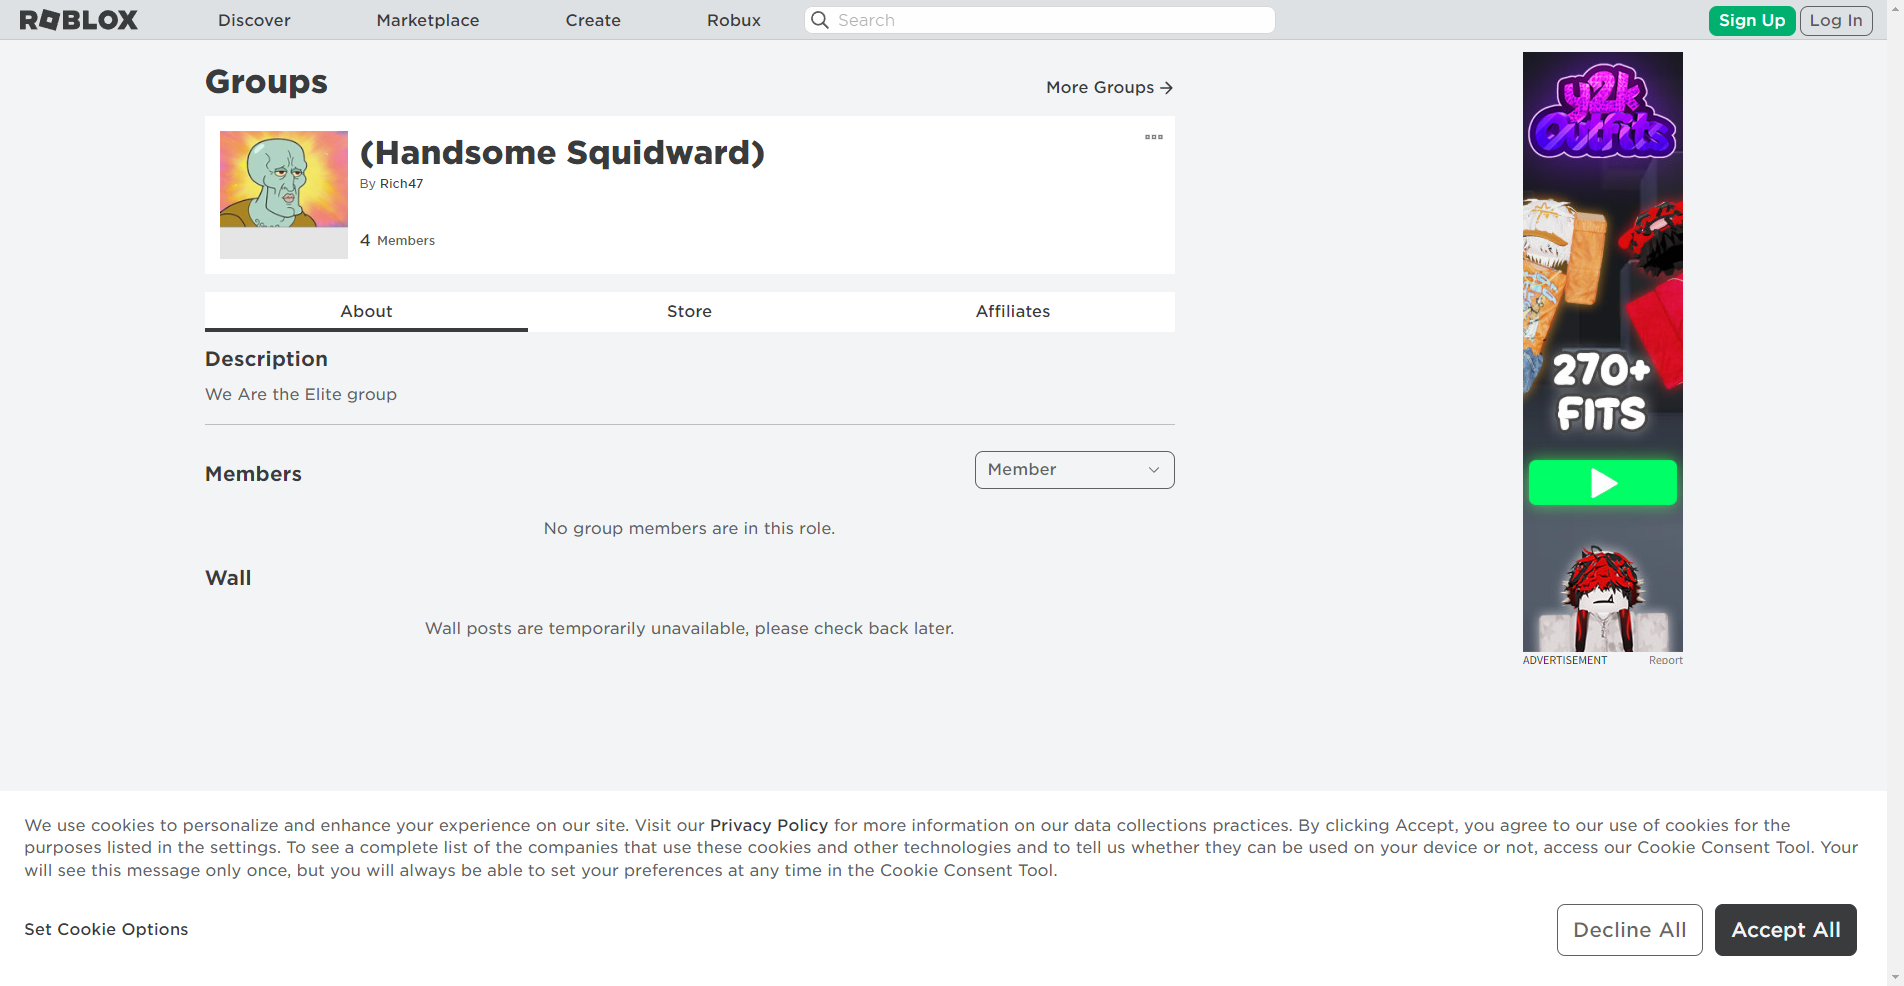 ROBLOX
Discover
Marketplace
Create
Robux
Search
Sign Up
Log In
Groups
More Groups
(Handsome Squidward)
By Rich47
4 Members
About
Store
Affiliates
Description
We Are the Elite group
Members
Member
No group members are in this role.
Wall
Wall posts are temporarily unavailable, please check back later.
y2k
Outfits
270+
FITS
ADVERTISEMENT
Report
We use cookies to personalize and enhance your experience on our site. Visit our Privacy Policy for more information on our data collections practices. By clicking Accept, you agree to our use of cookies for the
purposes listed in the settings. To see a complete list of the companies that use these cookies and other technologies and to tell us whether they can be used on your device or not, access our Cookie Consent Tool. Your
will see this message only once, but you will always be able to set your preferences at any time in the Cookie Consent Tool.
Set Cookie Options
Decline All
Accept All